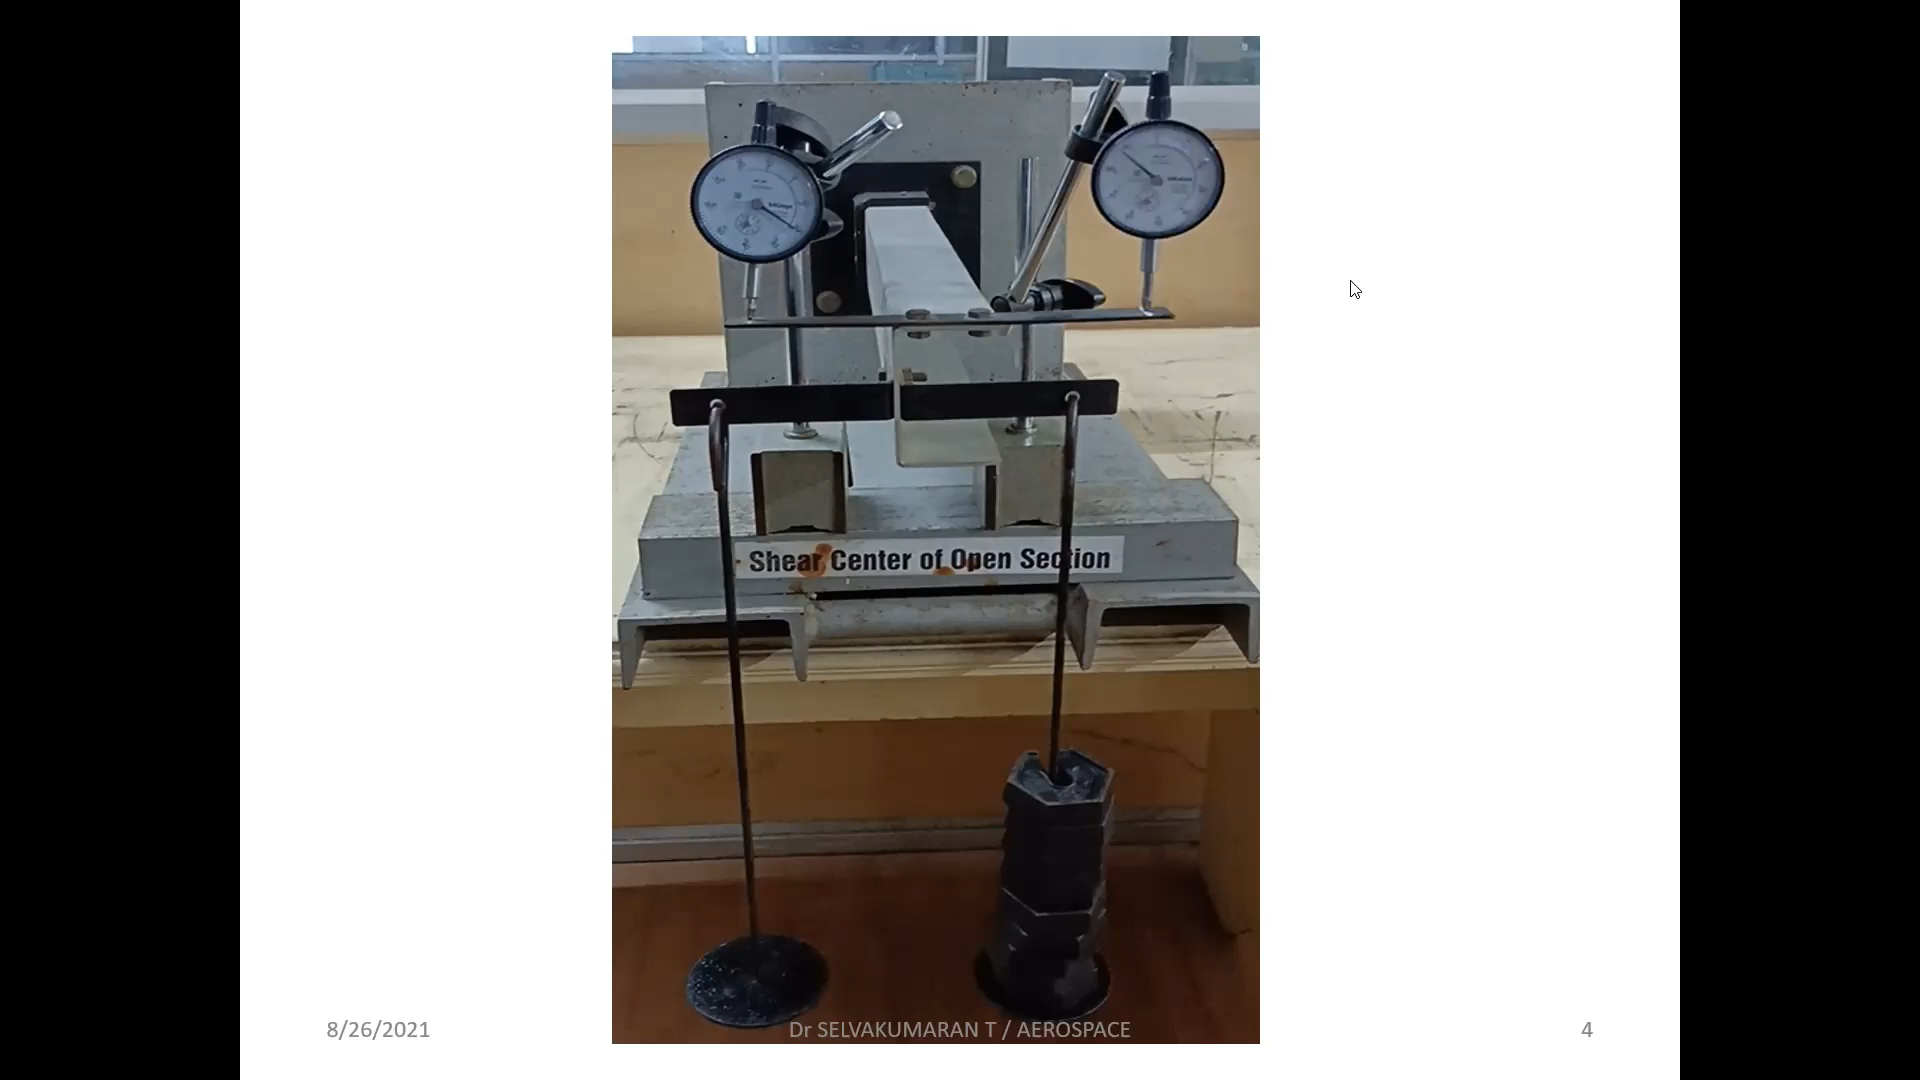 Shear Center of Open Section
8/26/2021
Dr SELVAKUMARAN T / AEROSPACE
4